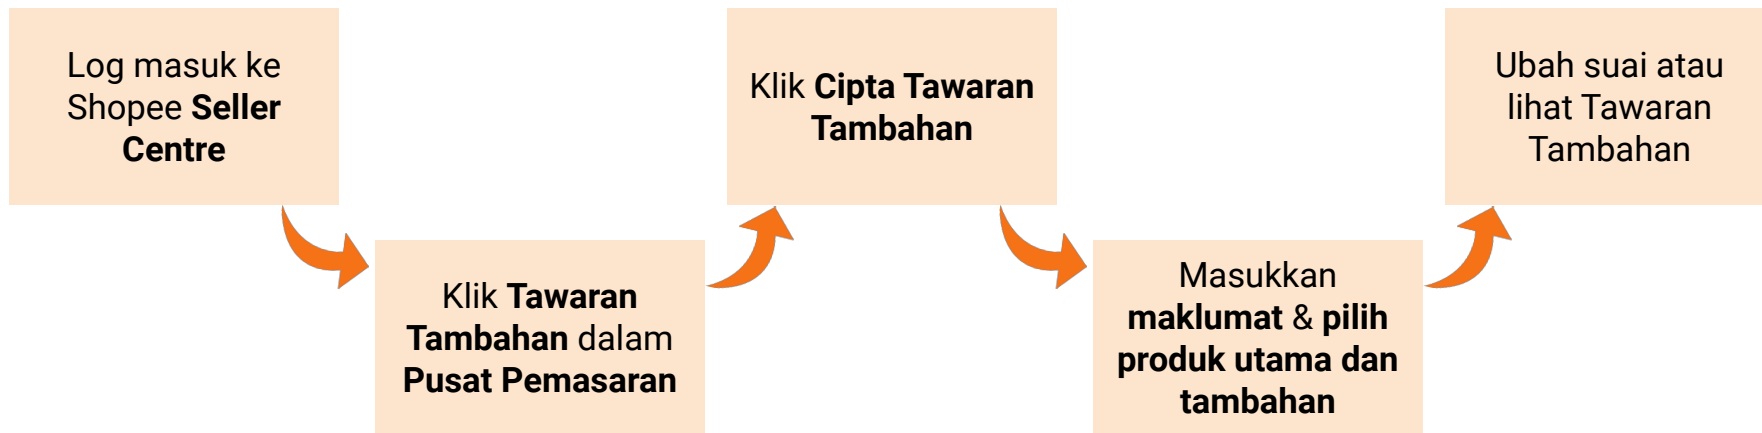 Log masuk ke
Shopee Seller
Centre
Klik Tawaran
Tambahan dalam
Pusat Pemasaran
Klik Cipta Tawaran
Tambahan
Masukkan
maklumat & pilih
produk utama dan
tambahan
Ubah suai atau
lihat Tawaran
Tambahan